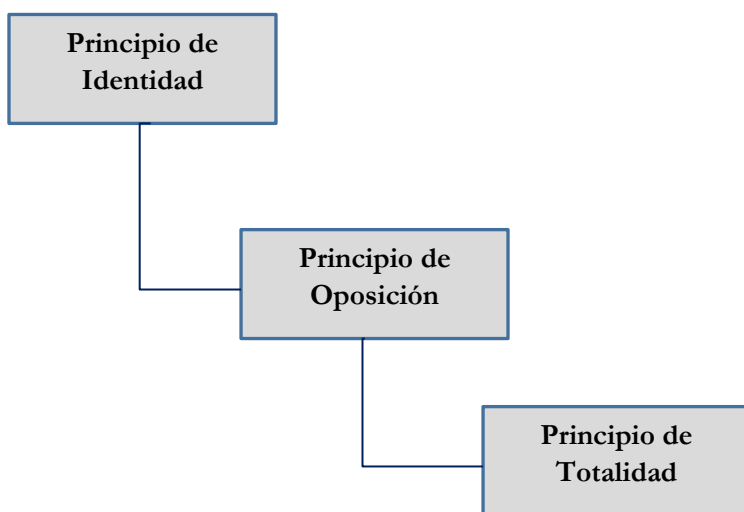 Principio de
Identidad
Principio de
Oposición
Principio de
Totalidad